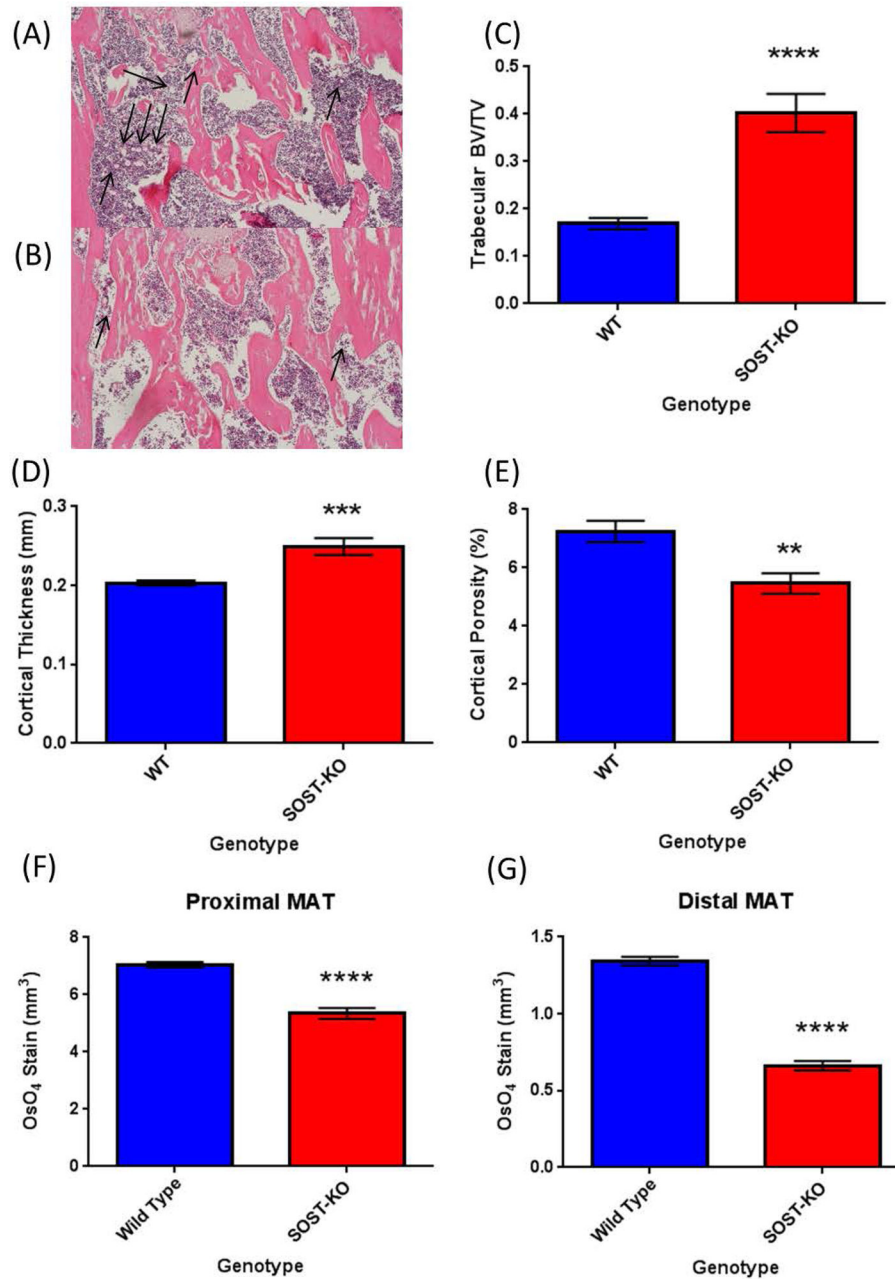 (A)
(B)
(C)
****
Trabecular BV/TV
0.5
0.4
0.3
0.2
0.1
0.0
WT
SOST-KO
Genotype
(D)
***
Cortical Thickness (mm)
0.3
0.2
0.1
0.0
WT
SOST-KO
Genotype
(E)
**
Cortical Porosity (%)
8
6
4
2
0
WT
SOST-KO
Genotype
(F)
Proximal MAT
****
OsO₄ Stain (mm³)
8
6
4
2
0
Wild Type
SOST-KO
Genotype
(G)
Distal MAT
****
OsO₄ Stain (mm³)
1.5
1.0
0.5
0.0
Wild Type
SOST-KO
Genotype